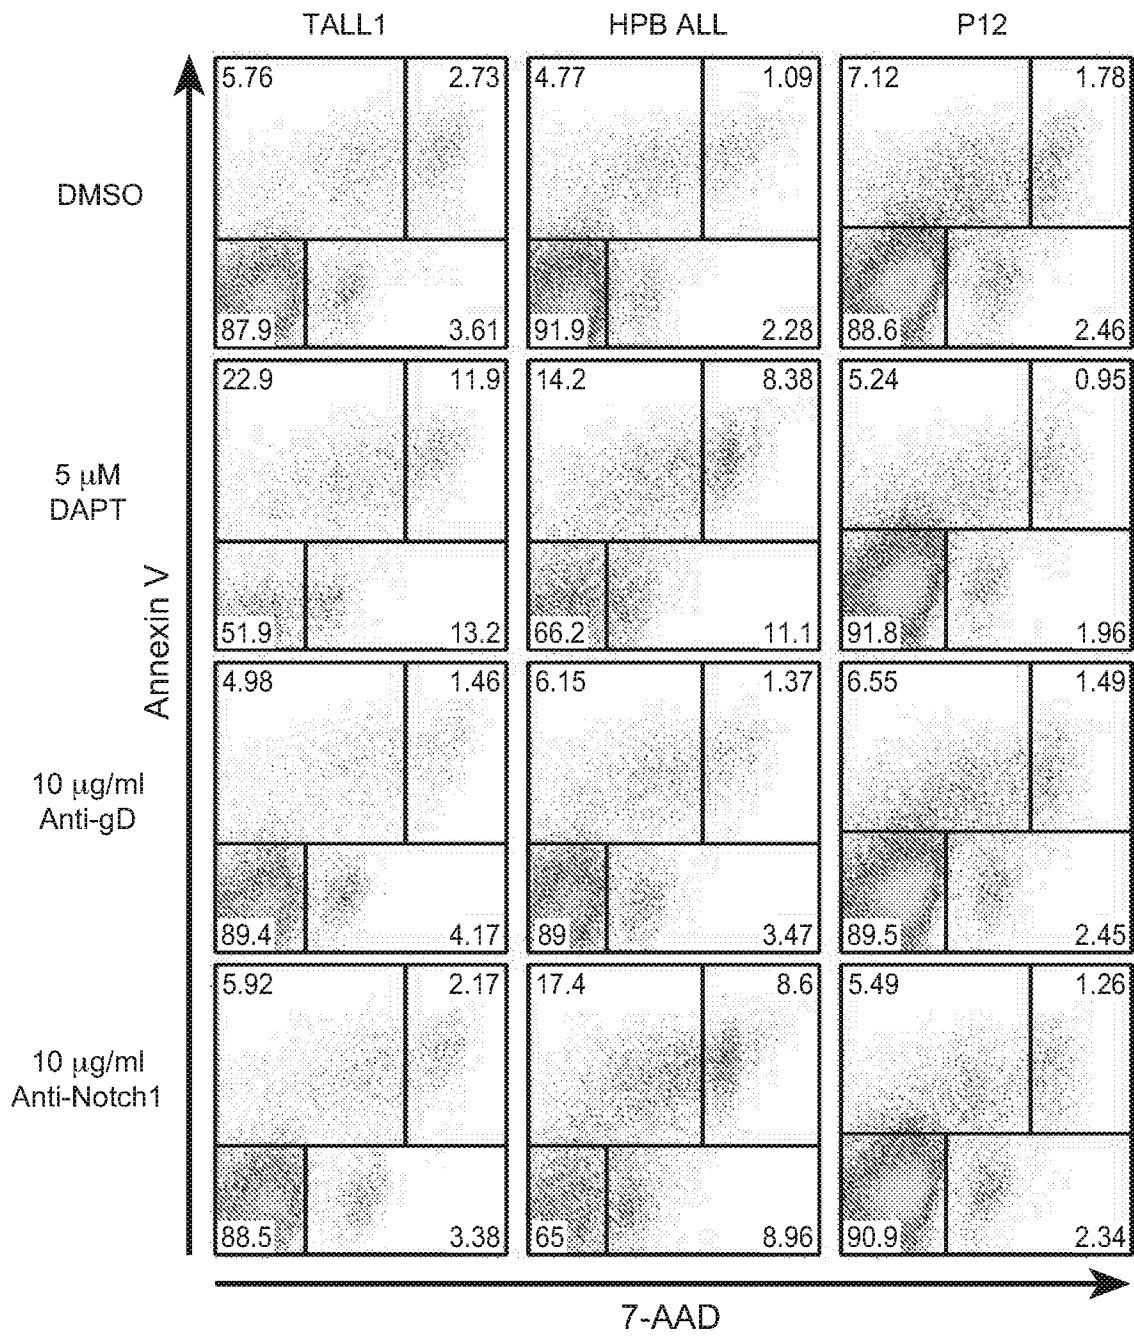 TALL1 HPB ALL P12
5.76 2.73 4.77 1.09 7.12 1.78
DMSO
87.9 3.61 91.9 2.28 88.6 2.46
22.9 11.9 14.2 8.38 5.24 0.95
5 μM
DAPT
51.9 13.2 66.2 11.1 91.8 1.96
Annexin V
4.98 1.46 6.15 1.37 6.55 1.49
10 μg/ml
Anti-gD
89.4 4.17 89 3.47 89.5 2.45
5.92 2.17 17.4 8.6 5.49 1.26
10 μg/ml
Anti-Notch1
88.5 3.38 65 8.96 90.9 2.34
7-AAD